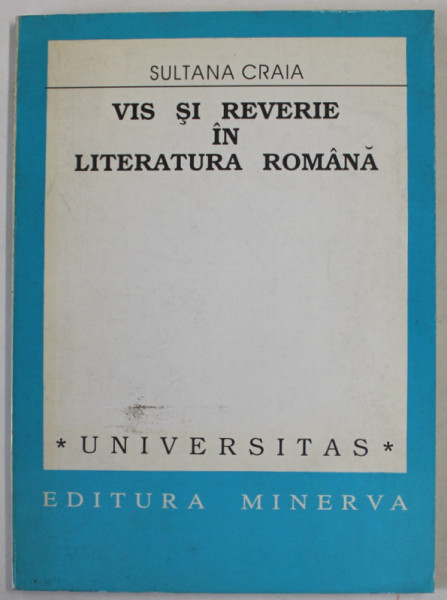 SULTANA CRAIA
VIS ŞI REVERIE
ÎN
LITERATURA ROMÂNĂ
* UNIVERSITAS *
EDITURA MINERVA